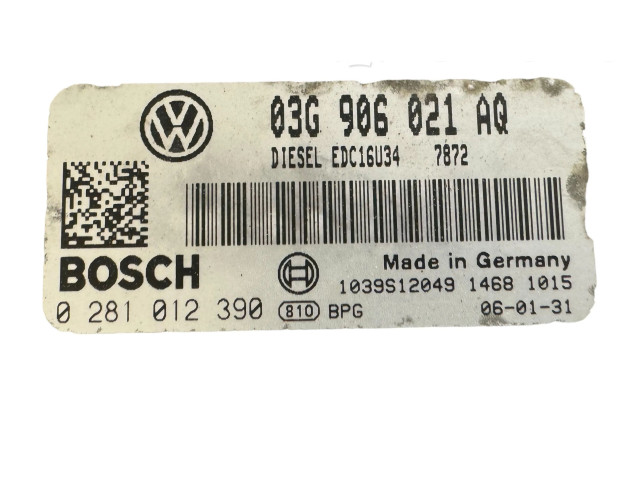 03G 906 021 AQ
DIESEL EDC16U34 7872
BOSCH
Made in Germany
1039S12049 1468 1015
0 281 012 390 810 BPG 06-01-31